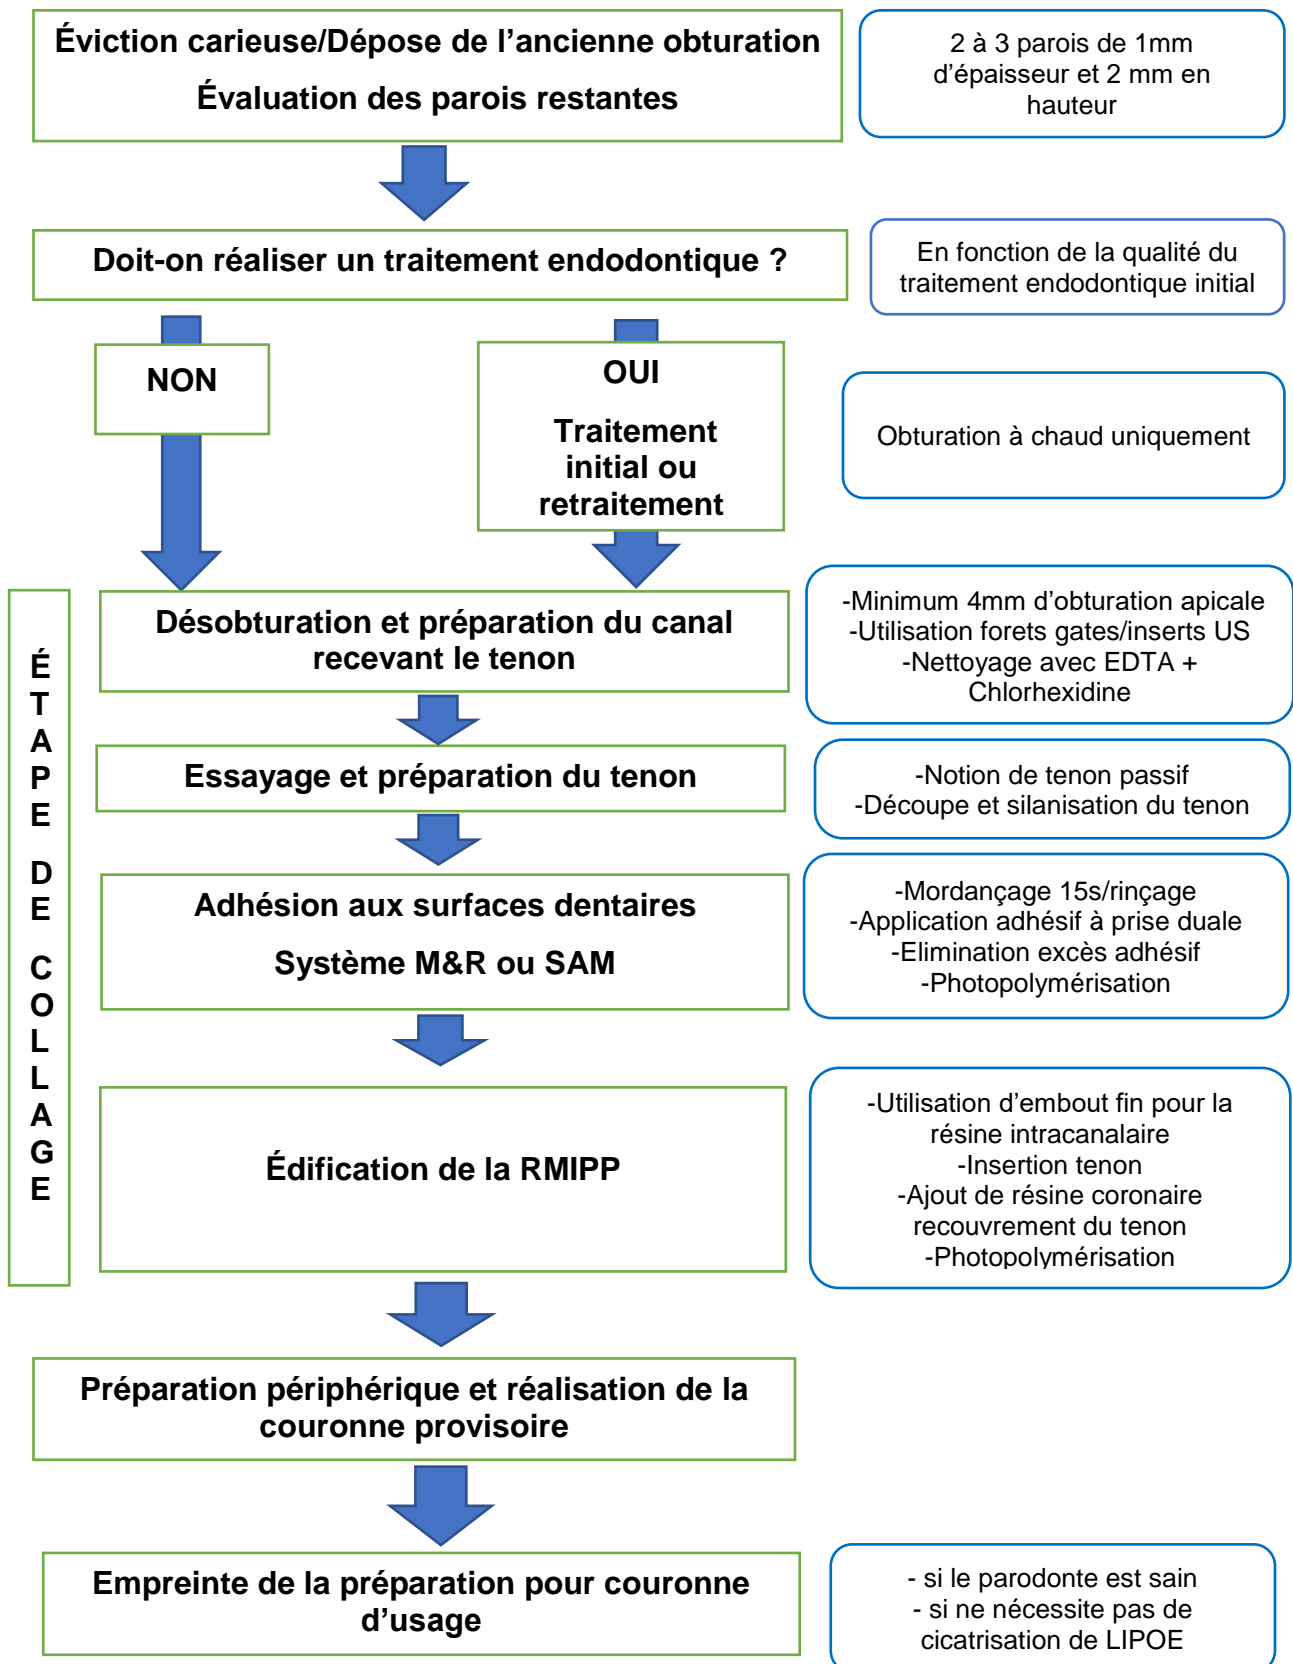 Éviction carieuse/Dépose de l’ancienne obturation
Évaluation des parois restantes
2 à 3 parois de 1mm
d’épaisseur et 2 mm en
hauteur
Doit-on réaliser un traitement endodontique ?
En fonction de la qualité du
traitement endodontique initial
NON
OUI
Traitement
initial ou
retraitement
Obturation à chaud uniquement
ÉTAPE DE COLLAGE
Désobturation et préparation du canal
recevant le tenon
-Minimum 4mm d’obturation apicale
-Utilisation forets gates/inserts US
-Nettoyage avec EDTA +
Chlorhexidine
Essayage et préparation du tenon
-Notion de tenon passif
-Découpe et silanisation du tenon
Adhésion aux surfaces dentaires
Système M&R ou SAM
-Mordançage 15s/rinçage
-Application adhésif à prise duale
-Elimination excès adhésif
-Photopolymérisation
Édification de la RMIPP
-Utilisation d’embout fin pour la
résine intracanalaire
-Insertion tenon
-Ajout de résine coronaire
recouvrement du tenon
-Photopolymérisation
Préparation périphérique et réalisation de la
couronne provisoire
Empreinte de la préparation pour couronne
d’usage
- si le parodonte est sain
- si ne nécessite pas de
cicatrisation de LIPOE